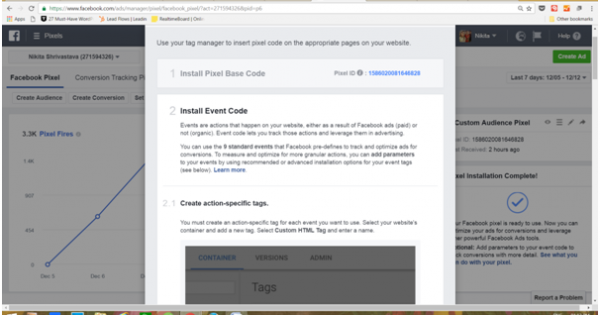 https://www.facebook.com/ads/manager/pixel/facebook_pixel/?act=271594326&pid=p6
Apps
27 Must Have Worn!
Lead Flows | Leadin
RealtimeBoard | Onli
Other bookmarks
Pixels
Nikita
Help
Use your tag manager to insert pixel code on the appropriate pages on your website.
Nikita Shrivastava (271594326)
Create Ad
1 Install Pixel Base Code
Pixel ID : 1586020081646828
Facebook Pixel
Conversion Tracking Pi
Last 7 days: 12/05 - 12/12
Create Audience
Create Conversion
Set
2 Install Event Code
Events are actions that happen on your website, either as a result of Facebook ads (paid) or
not (organic). Event code lets you track those actions and leverage them in advertising.
You can use the 9 standard events that Facebook pre-defines to track and optimize ads for
conversions. To measure and optimize for more granular actions, you can add parameters
to your events by using recommended or advanced installation options for your event tags
(see below). Learn more.
3.3K Pixel Fires
1.4K
907
454
0
Dec 5
Dec 6
Custom Audience Pixel
ID: 1586020081646828
Received: 2 hours ago
xel Installation Complete!
ur Facebook pixel is ready to use. Now you can
timize your ads for conversions and leverage
er powerful Facebook Ads tools.
tional: Add parameters to your event code to
ck conversions with more detail. See what you
n do with your pixel.
2.1 Create action-specific tags.
You must create an action-specific tag for each event you want to use. Select your website's
container and add a new tag. Select Custom HTML Tag and enter a name.
CONTAINER
VERSIONS
ADMIN
Tags
Report a Problem